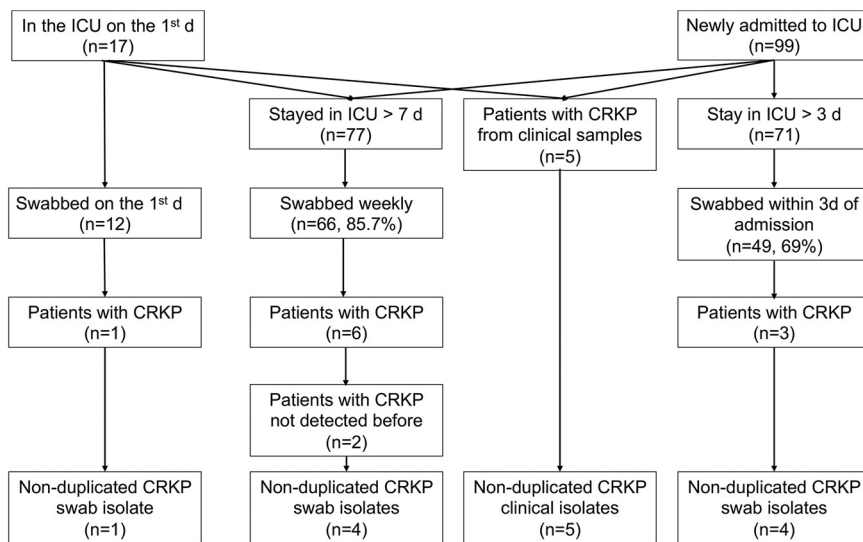 In the ICU on the 1st d
(n=17)
Newly admitted to ICU
(n=99)
Stayed in ICU > 7 d
(n=77)
Patients with CRKP
from clinical samples
(n=5)
Stay in ICU > 3 d
(n=71)
Swabbed on the 1st d
(n=12)
Swabbed weekly
(n=66, 85.7%)
Swabbed within 3d of
admission
(n=49, 69%)
Patients with CRKP
(n=1)
Patients with CRKP
(n=6)
Patients with CRKP
(n=3)
Patients with CRKP
not detected before
(n=2)
Non-duplicated CRKP
swab isolate
(n=1)
Non-duplicated CRKP
swab isolates
(n=4)
Non-duplicated CRKP
clinical isolates
(n=5)
Non-duplicated CRKP
swab isolates
(n=4)